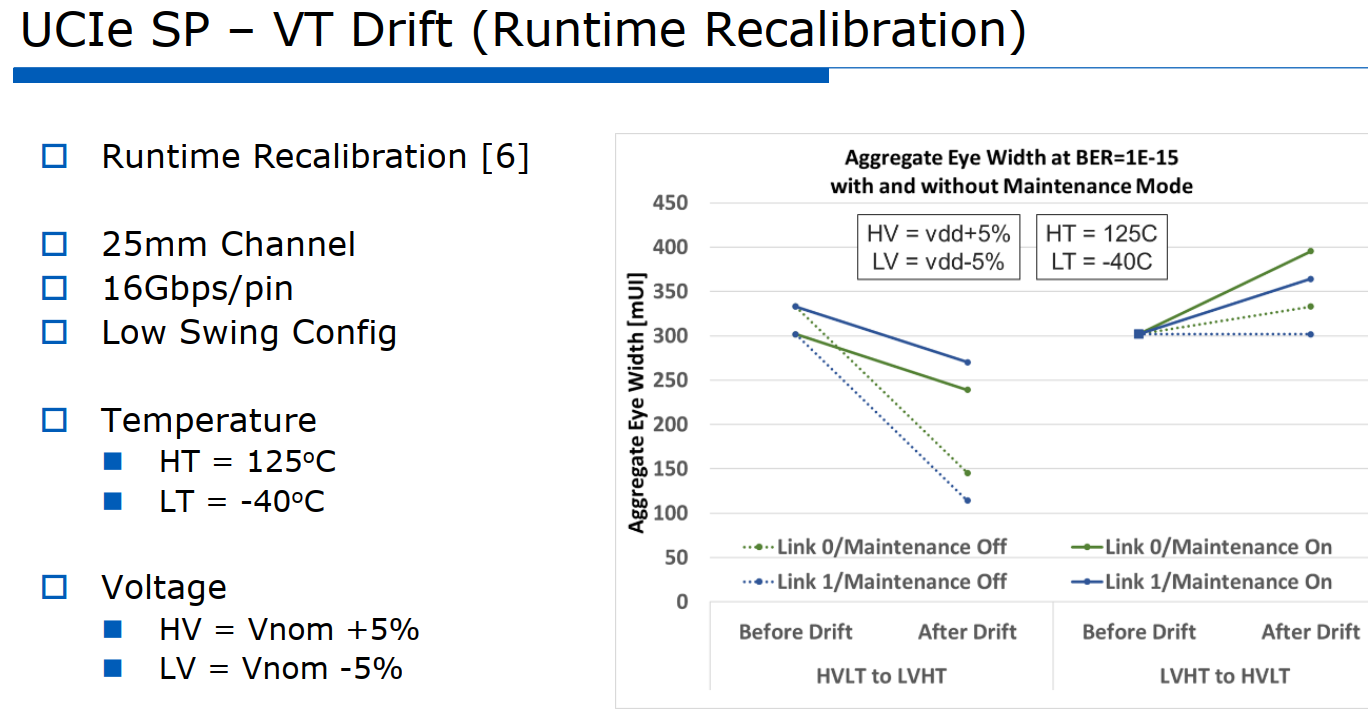 UCIe SP – VT Drift (Runtime Recalibration)
Runtime Recalibration [6]
25mm Channel
16Gbps/pin
Low Swing Config
Temperature
HT = 125ºC
LT = -40ºC
Voltage
HV = Vnom +5%
LV = Vnom -5%
Aggregate Eye Width at BER=1E-15
with and without Maintenance Mode
HV = vdd+5%
LV = vdd-5%
HT = 125C
LT = -40C
Aggregate Eye Width [mUI]
450
400
350
300
250
200
150
100
50
0
Link 0/Maintenance Off
Link 0/Maintenance On
Link 1/Maintenance Off
Link 1/Maintenance On
Before Drift
After Drift
Before Drift
After Drift
HVLT to LVHT
LVHT to HVLT